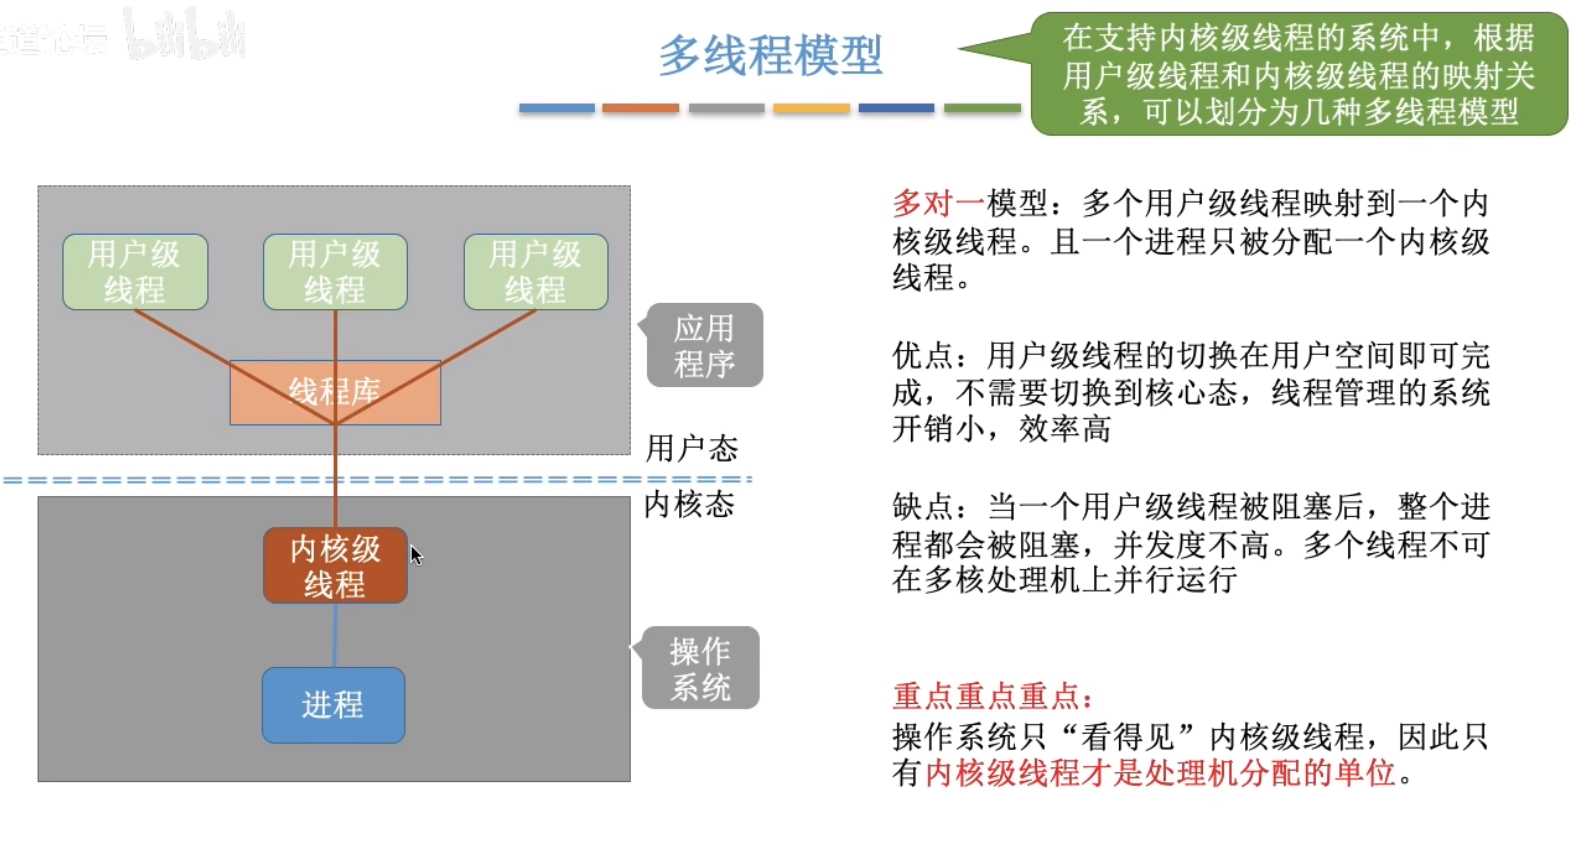 道论坛 bilibili
多线程模型
在支持内核级线程的系统中，根据
用户级线程和内核级线程的映射关
系，可以划分为几种多线程模型
用户级
线程
用户级
线程
用户级
线程
线程库
应用
程序
用户态
内核态
内核级
线程
进程
操作
系统
多对一模型：多个用户级线程映射到一个内
核级线程。且一个进程只被分配一个内核级
线程。
优点：用户级线程的切换在用户空间即可完
成，不需要切换到核心态，线程管理的系统
开销小，效率高
缺点：当一个用户级线程被阻塞后，整个进
程都会被阻塞，并发度不高。多个线程不可
在多核处理机上并行运行
重点重点重点：
操作系统只“看得见”内核级线程，因此只
有内核级线程才是处理机分配的单位。